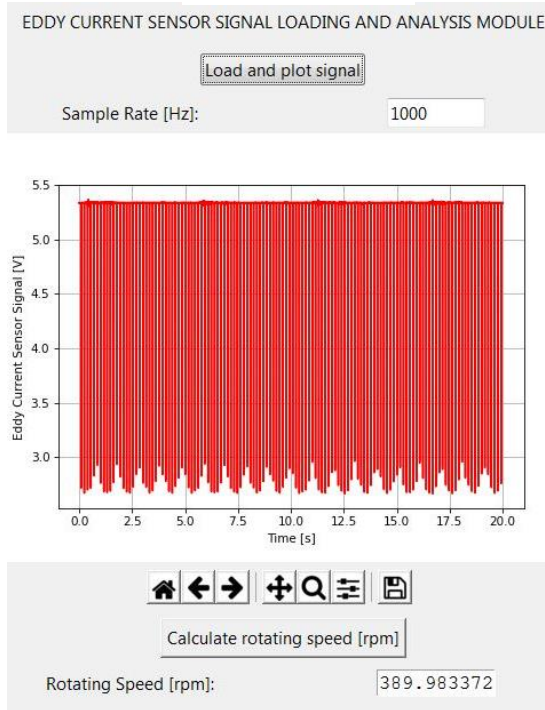 EDDY CURRENT SENSOR SIGNAL LOADING AND ANALYSIS MODULE
Load and plot signal
Sample Rate [Hz]: 1000
5.5
5.0
4.5
4.0
3.5
3.0
Eddy Current Sensor Signal [V]
0.0 2.5 5.0 7.5 10.0 12.5 15.0 17.5 20.0
Time [s]
Calculate rotating speed [rpm]
Rotating Speed [rpm]: 389.983372